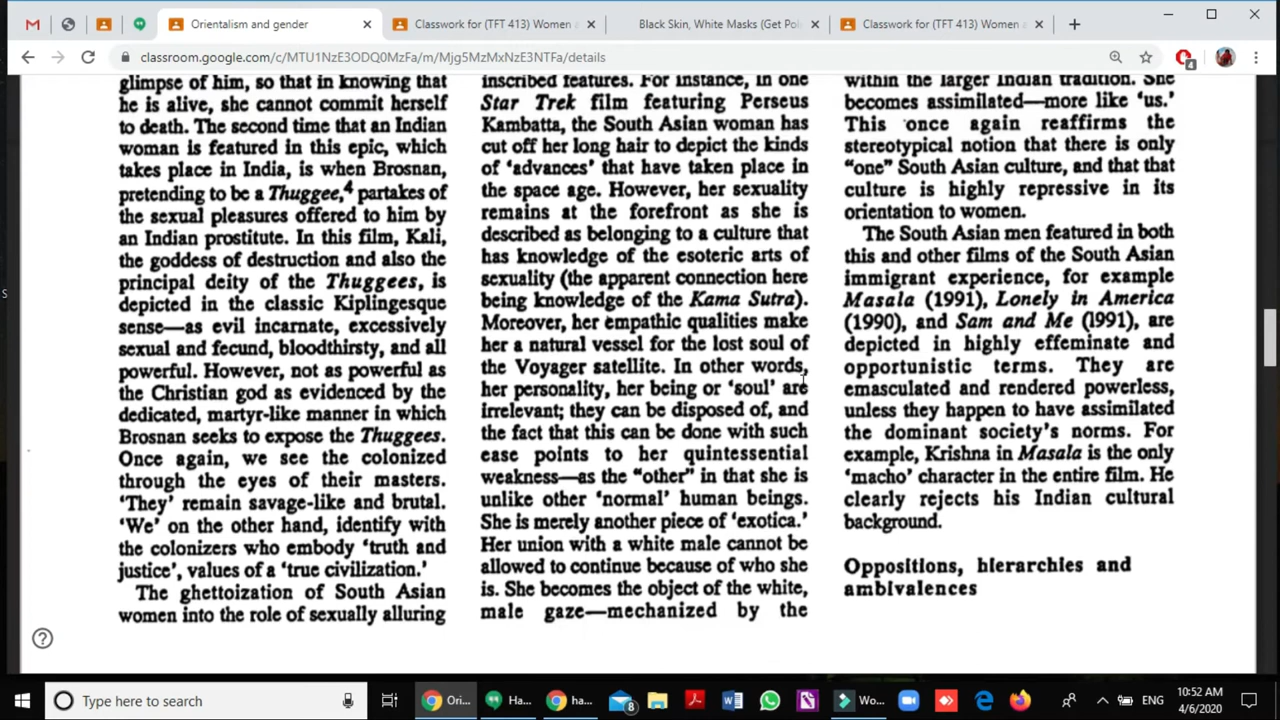 Orientalism and gender
Classwork for (TFT 413) Women a
Black Skin, White Masks (Get Pol
Classwork for (TFT 413) Women a
classroom.google.com/c/MTU1NzE3ODQ0MzFa/m/Mjg5MzMxNzE3NTFa/details
4
glimpse of him, so that in knowing that
he is alive, she cannot commit herself
to death. The second time that an Indian
woman is featured in this epic, which
takes place in India, is when Brosnan,
pretending to be a Thuggee,4 partakes of
the sexual pleasures offered to him by
an Indian prostitute. In this film, Kali,
the goddess of destruction and also the
principal deity of the Thuggees, is
depicted in the classic Kiplingesque
sense—as evil incarnate, excessively
sexual and fecund, bloodthirsty, and all
powerful. However, not as powerful as
the Christian god as evidenced by the
dedicated, martyr-like manner in which
Brosnan seeks to expose the Thuggees.
Once again, we see the colonized
through the eyes of their masters.
'They' remain savage-like and brutal.
'We' on the other hand, identify with
the colonizers who embody 'truth and
justice', values of a 'true civilization.'
The ghettoization of South Asian
women into the role of sexually alluring
inscribed features. For instance, in one
Star Trek film featuring Perseus
Kambatta, the South Asian woman has
cut off her long hair to depict the kinds
of 'advances' that have taken place in
the space age. However, her sexuality
remains at the forefront as she is
described as belonging to a culture that
has knowledge of the esoteric arts of
sexuality (the apparent connection here
being knowledge of the Kama Sutra).
Moreover, her empathic qualities make
her a natural vessel for the lost soul of
the Voyager satellite. In other words,
her personality, her being or 'soul' are
irrelevant; they can be disposed of, and
the fact that this can be done with such
ease points to her quintessential
weakness—as the "other" in that she is
unlike other 'normal' human beings.
She is merely another piece of 'exotica.'
Her union with a white male cannot be
allowed to continue because of who she
is. She becomes the object of the white,
male gaze—mechanized by the
within the larger Indian tradition. She
becomes assimilated—more like 'us.'
This once again reaffirms the
stereotypical notion that there is only
"one" South Asian culture, and that that
culture is highly repressive in its
orientation to women.
The South Asian men featured in both
this and other films of the South Asian
immigrant experience, for example
Masala (1991), Lonely in America
(1990), and Sam and Me (1991), are
depicted in highly effeminate and
opportunistic terms. They are
emasculated and rendered powerless,
unless they happen to have assimilated
the dominant society's norms. For
example, Krishna in Masala is the only
'macho' character in the entire film. He
clearly rejects his Indian cultural
background.
Oppositions, hierarchies and
ambivalences
Type here to search
Ori...
Ha...
ha...
8
Wo...
ENG
10:52 AM
4/6/2020